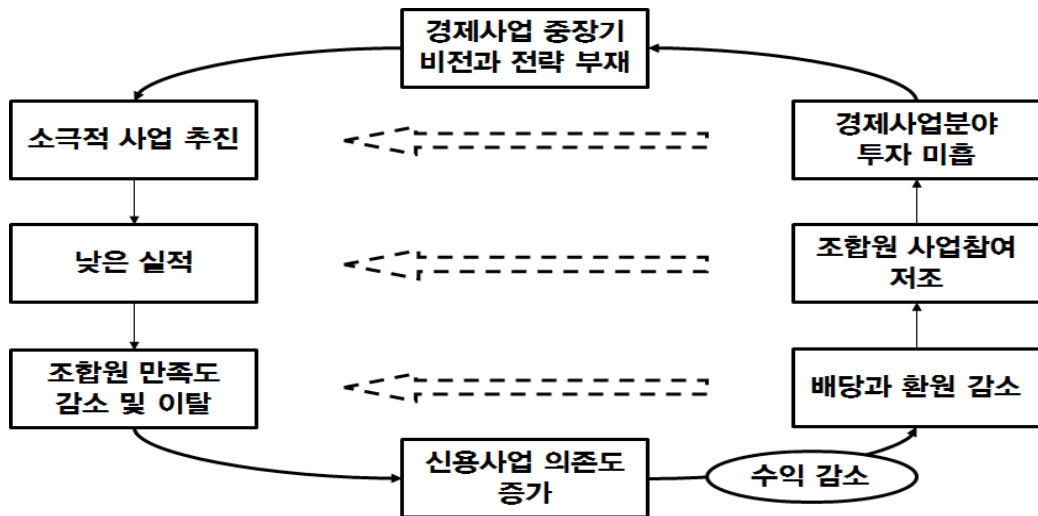 경제사업 중장기
비전과 전략 부재
소극적 사업 추진
경제사업분야
투자 미흡
낮은 실적
조합원 사업참여
저조
조합원 만족도
감소 및 이탈
배당과 환원 감소
신용사업 의존도
증가
수익 감소